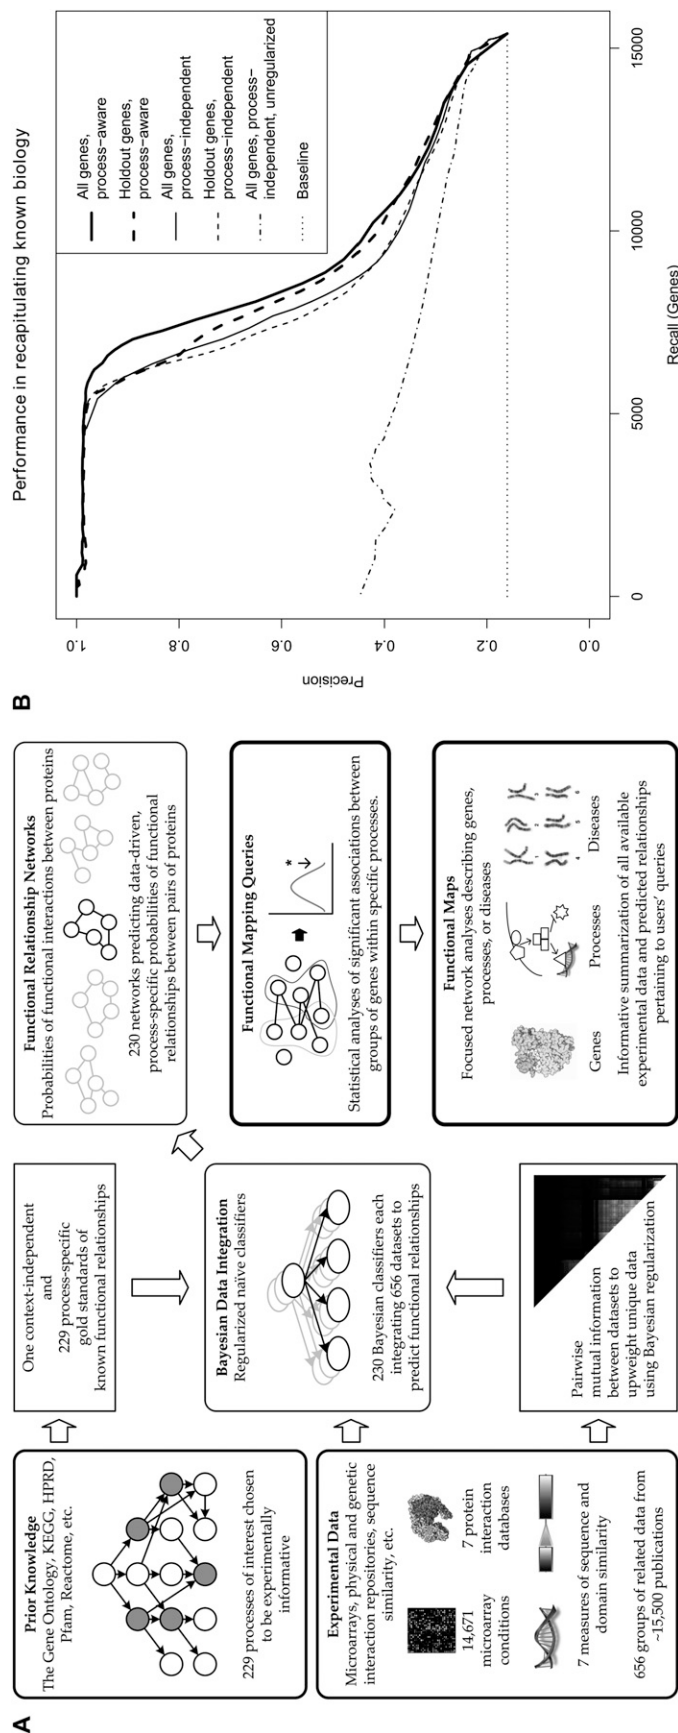 A
Prior Knowledge
The Gene Ontology, KEGG, HPRD,
Pfam, Reactome, etc.
229 processes of interest chosen
to be experimentally
informative
Experimental Data
Microarrays, physical and genetic
interaction repositories, sequence
similarity, etc.
14,671
microarray
conditions
7 protein
interaction
databases
7 measures of sequence and
domain similarity
656 groups of related data from
~15,500 publications
One context-independent
and
229 process-specific
gold standards of
known functional relationships
Bayesian Data Integration
Regularized naïve classifiers
230 Bayesian classifiers each
integrating 656 datasets to
predict functional relationships
Pairwise
mutual information
between datasets to
upweight unique data
using Bayesian regularization
Functional Relationship Networks
Probabilities of functional interactions between proteins
230 networks predicting data-driven,
process-specific probabilities of functional
relationships between pairs of proteins
Functional Mapping Queries
*
Statistical analyses of significant associations between
groups of genes within specific processes.
Functional Maps
Focused network analyses describing genes,
processes, or diseases
Genes
Processes
Diseases
Informative summarization of all available
experimental data and predicted relationships
pertaining to users' queries
B
Performance in recapitulating known biology
All genes,
process-aware
Holdout genes,
process-aware
All genes,
process-independent
Holdout genes,
process-independent
All genes, process-
independent, unregularized
Baseline
Precision
1.0
0.8
0.6
0.4
0.2
0.0
0
5000
10000
15000
Recall (Genes)